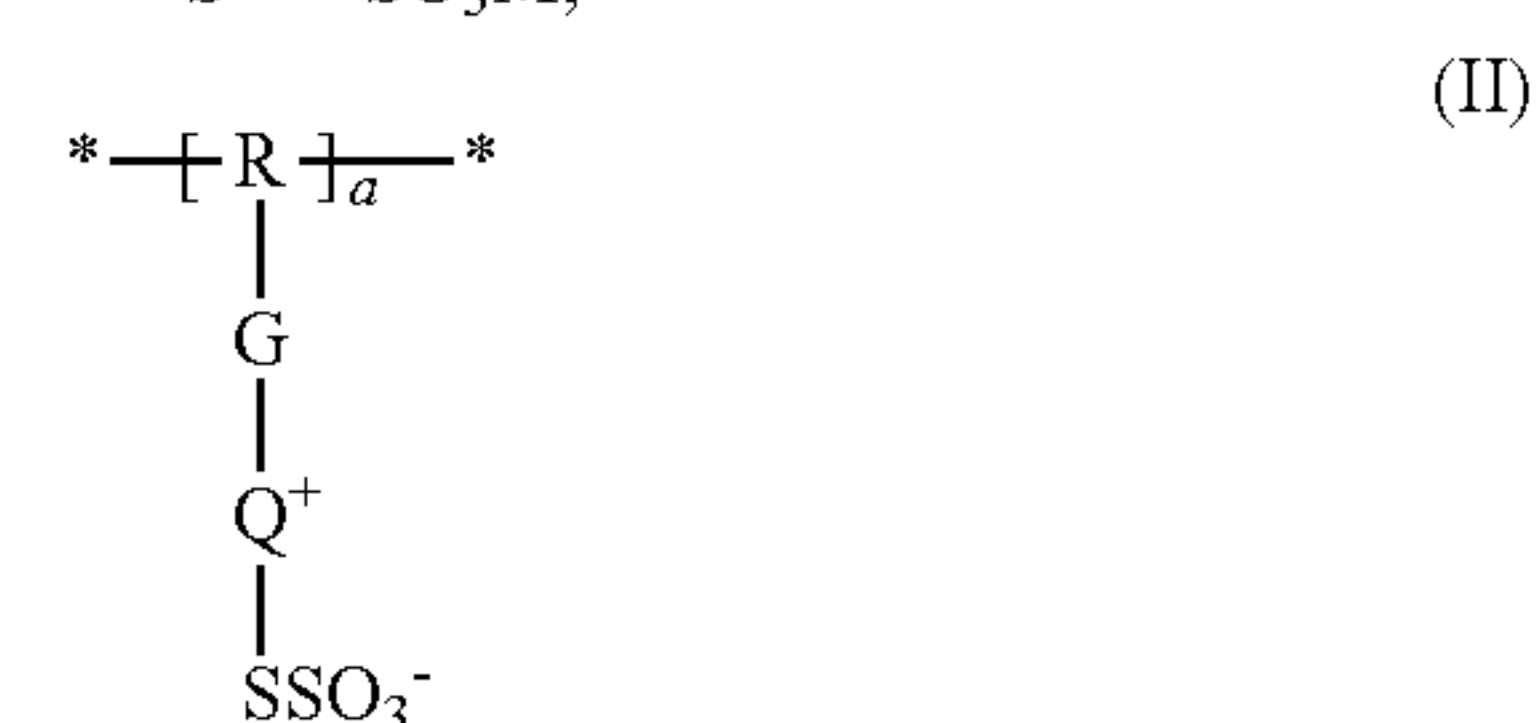 (II)
*—[R]a—*
G
Q+
SSO3-